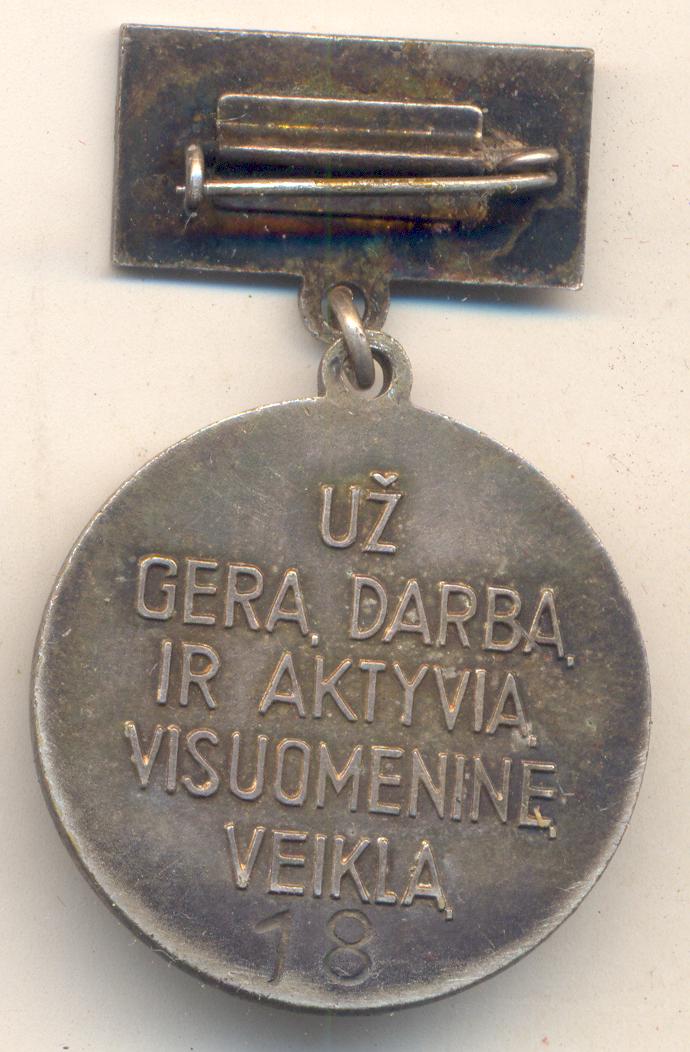 UŽ
GERĄ DARBĄ
IR AKTYVIĄ
VISUOMENINĘ
VEIKLĄ
18